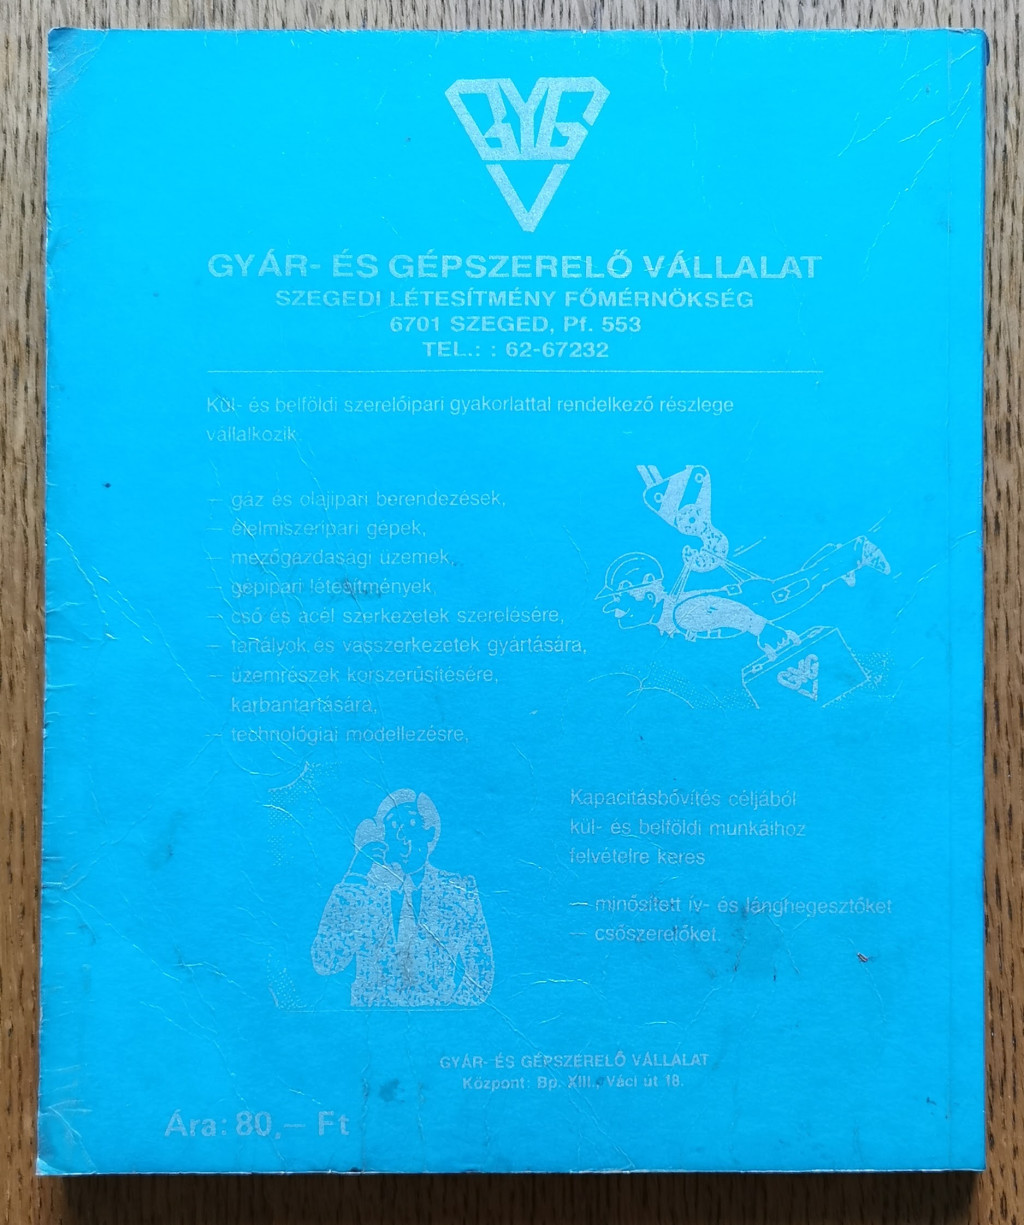 GYG
V
GYÁR- ÉS GÉPSZERELŐ VÁLLALAT
SZEGEDI LÉTESÍTMÉNY FŐMÉRNÖKSÉG
6701 SZEGED, Pf. 553
TEL.: : 62-67232
Kül- és belföldi szerelőipari gyakorlattal rendelkező részlege
vállalkozik:
— gáz és olajipari berendezések,
— élelmiszeripari gépek,
— mezőgazdasági üzemek,
— gépipari létesítmények,
— cső és acél szerkezetek szerelésére,
— tartályok és vasszerkezetek gyártására,
— üzemrészek korszerűsítésére,
karbantartására,
— technológiai modellezésre,
Kapacitásbővítés céljából
kül- és belföldi munkáihoz
felvételre keres
— minősített ív- és lánghegesztőket
— csőszerelőket.
GYÁR- ÉS GÉPSZERELŐ VÁLLALAT
Központ: Bp. XIII., Váci út 18.
Ára: 80,— Ft